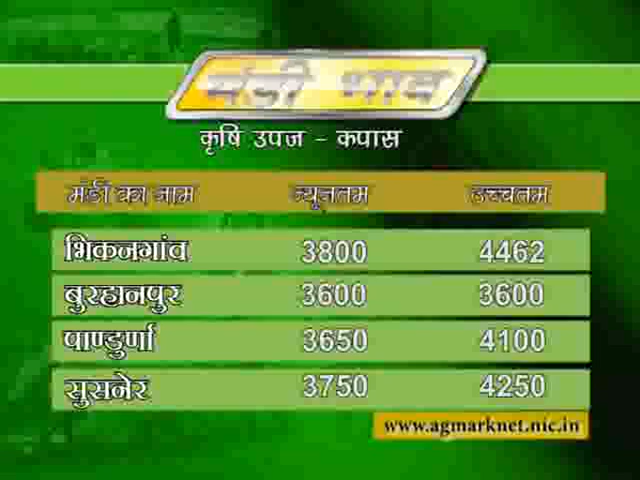 मंडी भाव
कृषि उपज - कपास
मंडी का नाम न्यूनतम उच्चतम
भिकनगांव 3800 4462
बुरहानपुर 3600 3600
पाण्डुर्णा 3650 4100
सुसनेर 3750 4250
www.agmarknet.nic.in